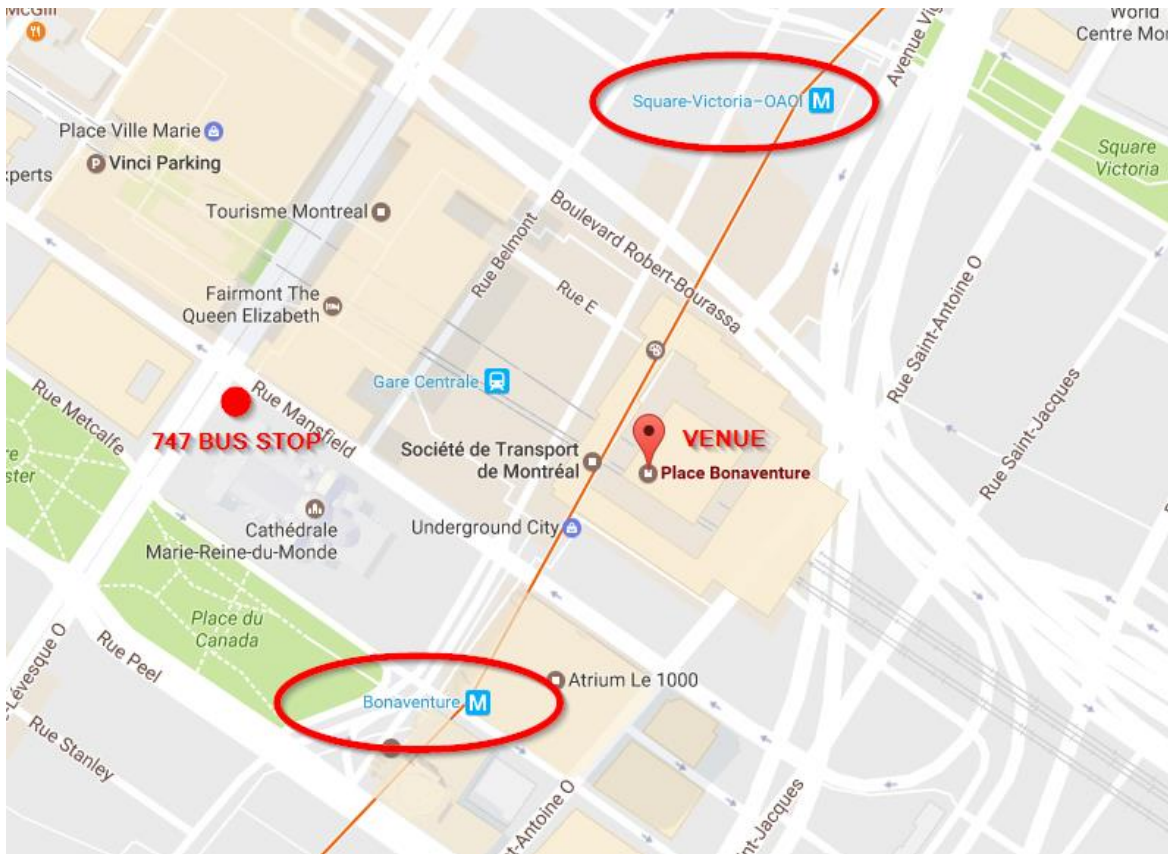 McGill
World
Centre Mo
Avenue Vi
Square-Victoria–OACI
Place Ville Marie
Vinci Parking
xperts
Square
Victoria
Tourisme Montreal
Boulevard Robert-Bourassa
Rue Belmont
Rue E
Rue Saint-Antoine O
Fairmont The
Queen Elizabeth
Gare Centrale
Rue Metcalfe
Rue Mansfield
747 BUS STOP
VENUE
Rue Saint-Jacques
re
ster
Société de Transport
de Montréal
Place Bonaventure
Cathédrale
Marie-Reine-du-Monde
Underground City
Place du
Canada
Rue Peel
-Lévesque O
Bonaventure
Atrium Le 1000
Rue Stanley
t-Antoine O
nt-Jacques